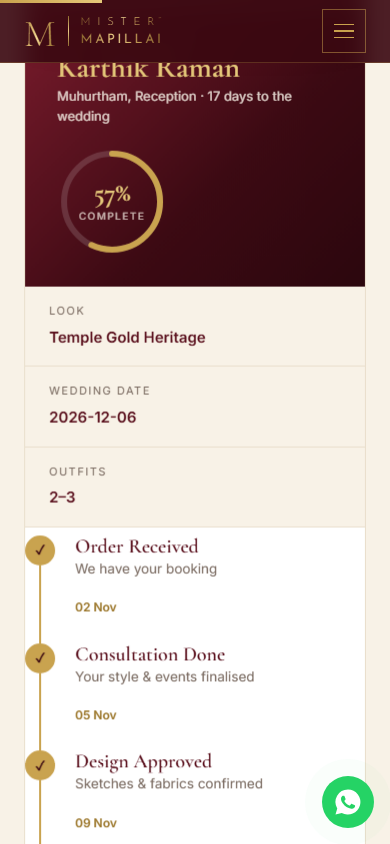 MISTER
MAPILLAI
Karthik Raman
Muhurtham, Reception · 17 days to the
wedding
57%
COMPLETE
LOOK
Temple Gold Heritage
WEDDING DATE
2026-12-06
OUTFITS
2–3
Order Received
We have your booking
02 Nov
Consultation Done
Your style & events finalised
05 Nov
Design Approved
Sketches & fabrics confirmed
09 Nov